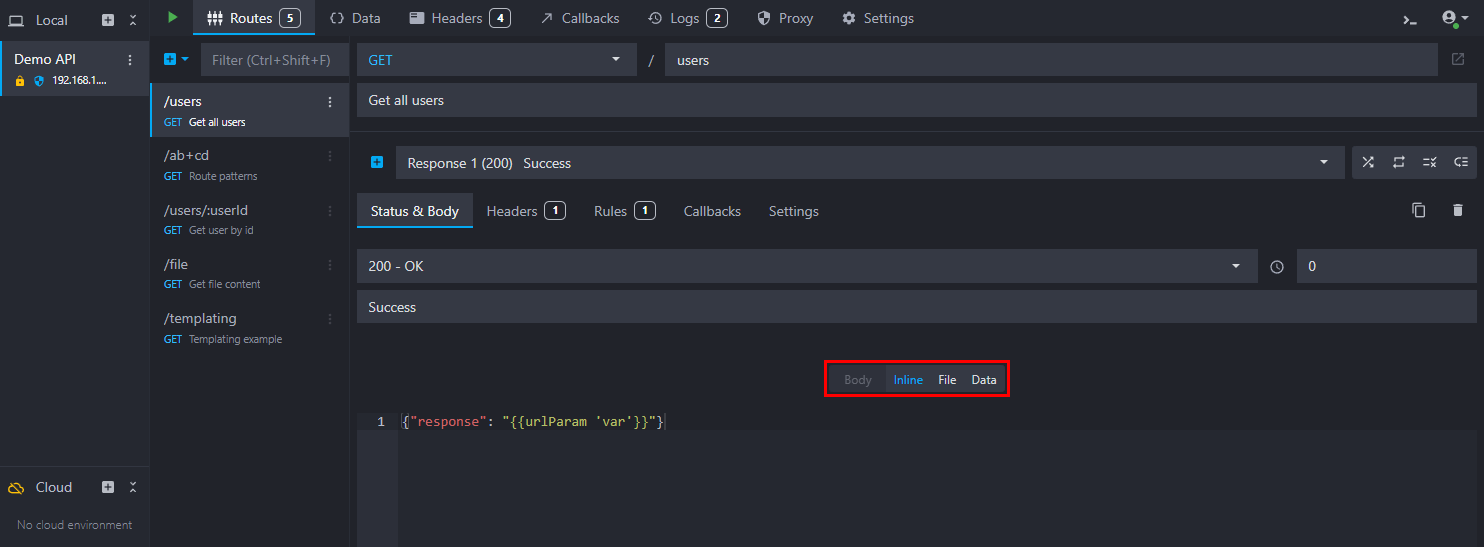 Local
Routes 5 Data Headers 4 Callbacks Logs 2 Proxy Settings
Demo API
192.168.1....
Filter (Ctrl+Shift+F)
GET / users
Get all users
/users
GET Get all users
/ab+cd
GET Route patterns
/users/:userId
GET Get user by id
/file
GET Get file content
/templating
GET Templating example
Response 1 (200) Success
Status & Body Headers 1 Rules 1 Callbacks Settings
200 - OK 0
Success
Body Inline File Data
1 {"response": "{{urlParam 'var'}}"}
Cloud
No cloud environment